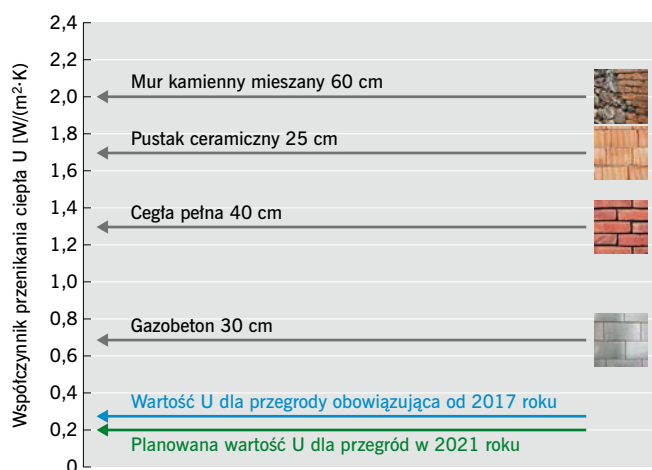 Współczynnik przenikania ciepła U [W/(m²·K)
2,4
2,2
2,0
1,8
1,6
1,4
1,2
1,0
0,8
0,6
0,4
0,2
0
Mur kamienny mieszany 60 cm
Pustak ceramiczny 25 cm
Cegła pełna 40 cm
Gazobeton 30 cm
Wartość U dla przegrody obowiązująca od 2017 roku
Planowana wartość U dla przegród w 2021 roku